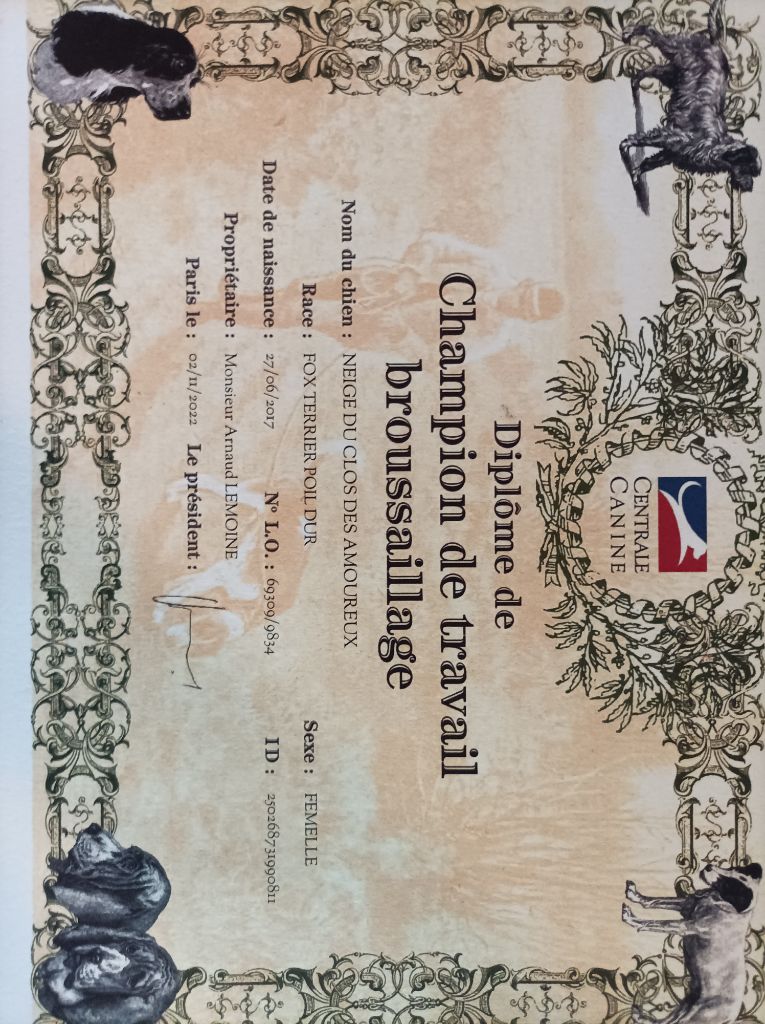 CENTRALE
CANINE
Diplôme de
Champion de travail
broussaillage
Nom du chien : NEIGE DU CLOS DES AMOUREUX
Race : FOX TERRIER POIL DUR Sexe : FEMELLE
Date de naissance : 27/06/2017 N° L.O. : 69309/9834 ID : 250268731990811
Propriétaire : Monsieur Arnaud LEMOINE
Paris le : 02/11/2022 Le président :